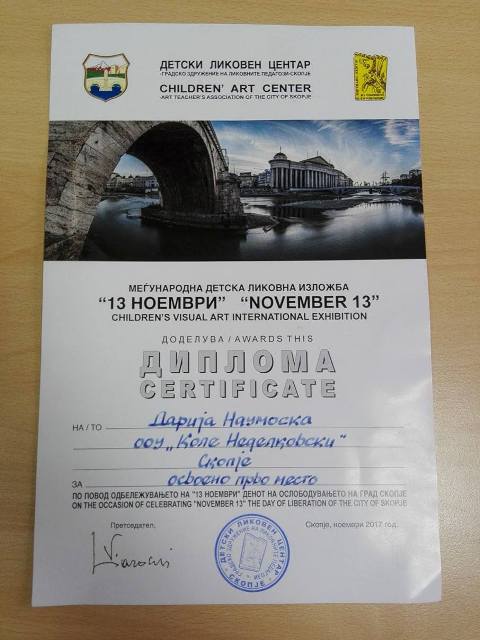 ДЕТСКИ ЛИКОВЕН ЦЕНТАР
-ГРАДСКО ЗДРУЖЕНИЕ НА ЛИКОВНИТЕ ПЕДАГОЗИ-СКОПЈЕ
CHILDREN' ART CENTER
-ART TEACHER'S ASSOCIATION OF THE CITY OF SKOPJE
МЕЃУНАРОДНА ДЕТСКА ЛИКОВНА ИЗЛОЖБА
“13 НОЕМВРИ” “NOVEMBER 13”
CHILDREN'S VISUAL ART INTERNATIONAL EXHIBITION
ДОДЕЛУВА / AWARDS THIS
ДИПЛОМА
CERTIFICATE
НА / TO Дарија Наумоска
ООУ „Коле Неделковски"
Скопје
ЗА освоено прво место
ПО ПОВОД ОДБЕЛЕЖУВАЊЕТО НА "13 НОЕМВРИ" ДЕНОТ НА ОСЛОБОДУВАЊЕТО НА ГРАД СКОПЈЕ
ON THE OCCASION OF CELEBRATING "NOVEMBER 13" THE DAY OF LIBERATION OF THE CITY OF SKOPJE
Претседател,
Скопје, ноември 2017 год.
ДЕТСКИ ЛИКОВЕН ЦЕНТАР
СКОПЈЕ